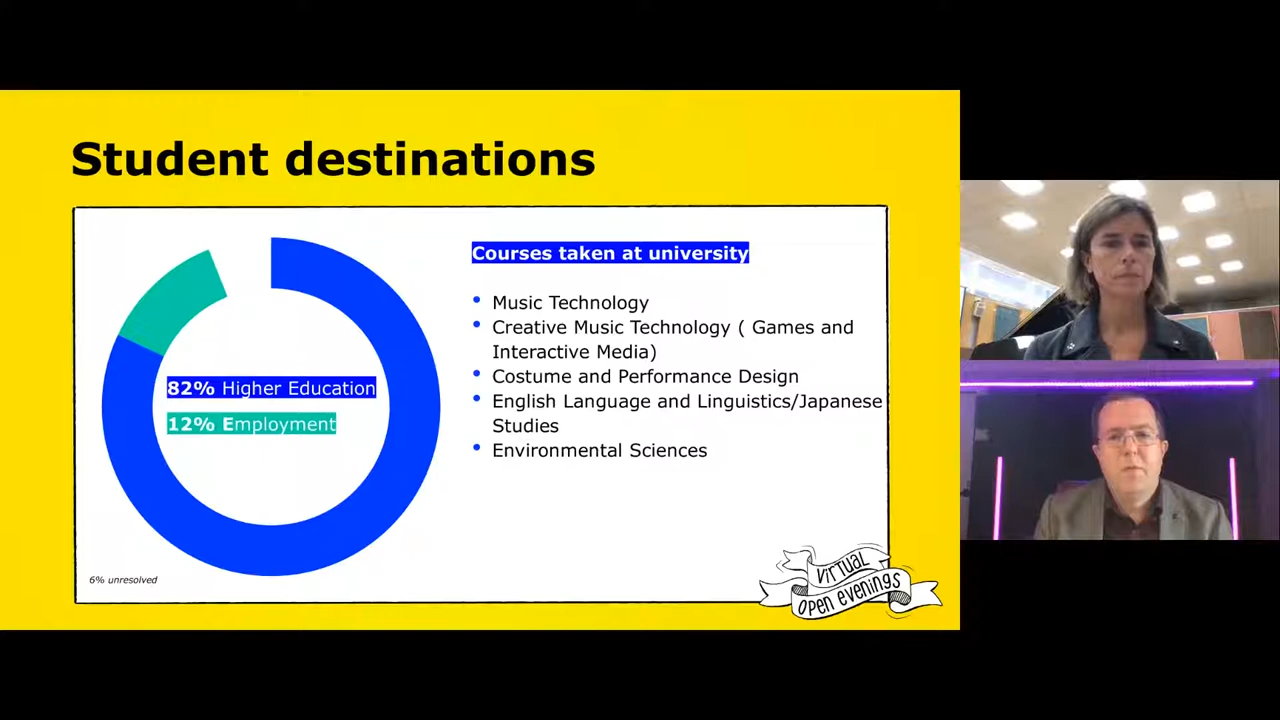 Student destinations
82% Higher Education
12% Employment
6% unresolved
Courses taken at university
• Music Technology
• Creative Music Technology ( Games and
Interactive Media)
• Costume and Performance Design
• English Language and Linguistics/Japanese
Studies
• Environmental Sciences
VIRTUAL
OPEN EVENINGS